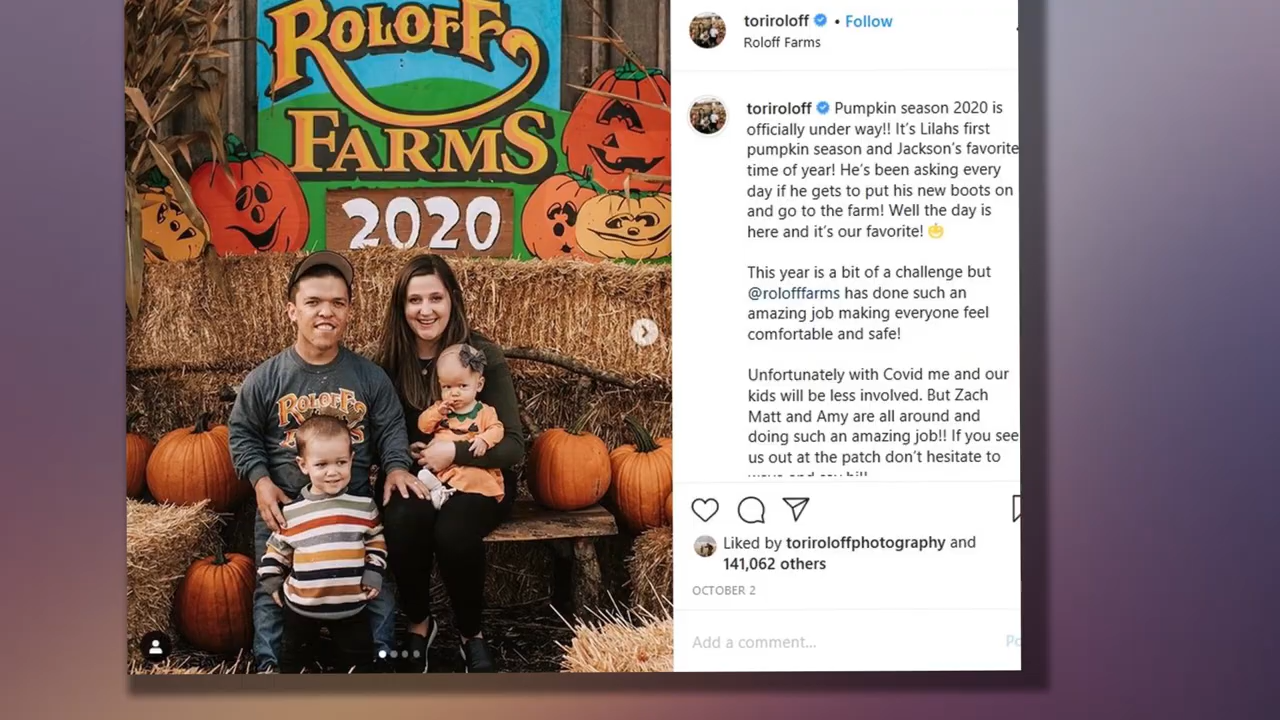 ROLOFF
FARMS
2020
ROLOFF
toriroloff • Follow
Roloff Farms
toriroloff Pumpkin season 2020 is
officially under way!! It's Lilahs first
pumpkin season and Jackson's favorite
time of year! He's been asking every
day if he gets to put his new boots on
and go to the farm! Well the day is
here and it's our favorite! 🎃
This year is a bit of a challenge but
@rolofffarms has done such an
amazing job making everyone feel
comfortable and safe!
Unfortunately with Covid me and our
kids will be less involved. But Zach
Matt and Amy are all around and
doing such an amazing job!! If you see
us out at the patch don't hesitate to
Liked by toriroloffphotography and
141,062 others
OCTOBER 2
Add a comment...